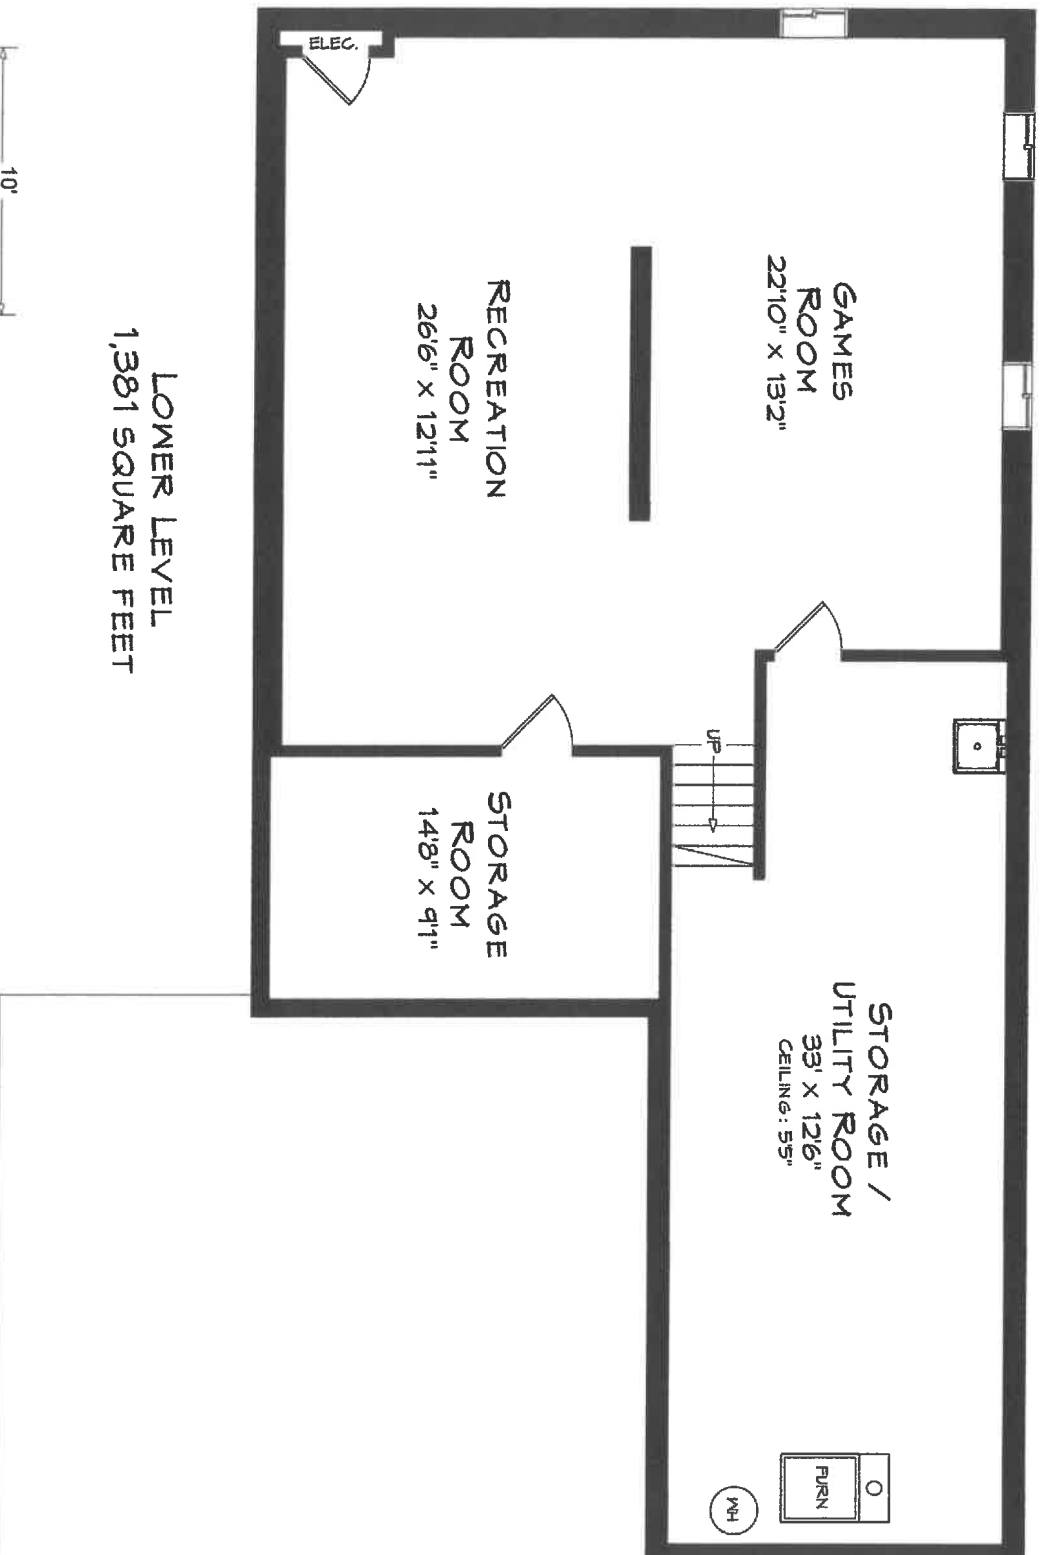 ELEC.
GAMES
ROOM
22'10" X 13'2"
RECREATION
ROOM
26'6" X 12'11"
UP
STORAGE
ROOM
14'8" X 9'1"
STORAGE /
UTILITY ROOM
33' X 12'6"
CEILING: 5'5"
FURN
WH
LOWER LEVEL
1,381 SQUARE FEET
10'